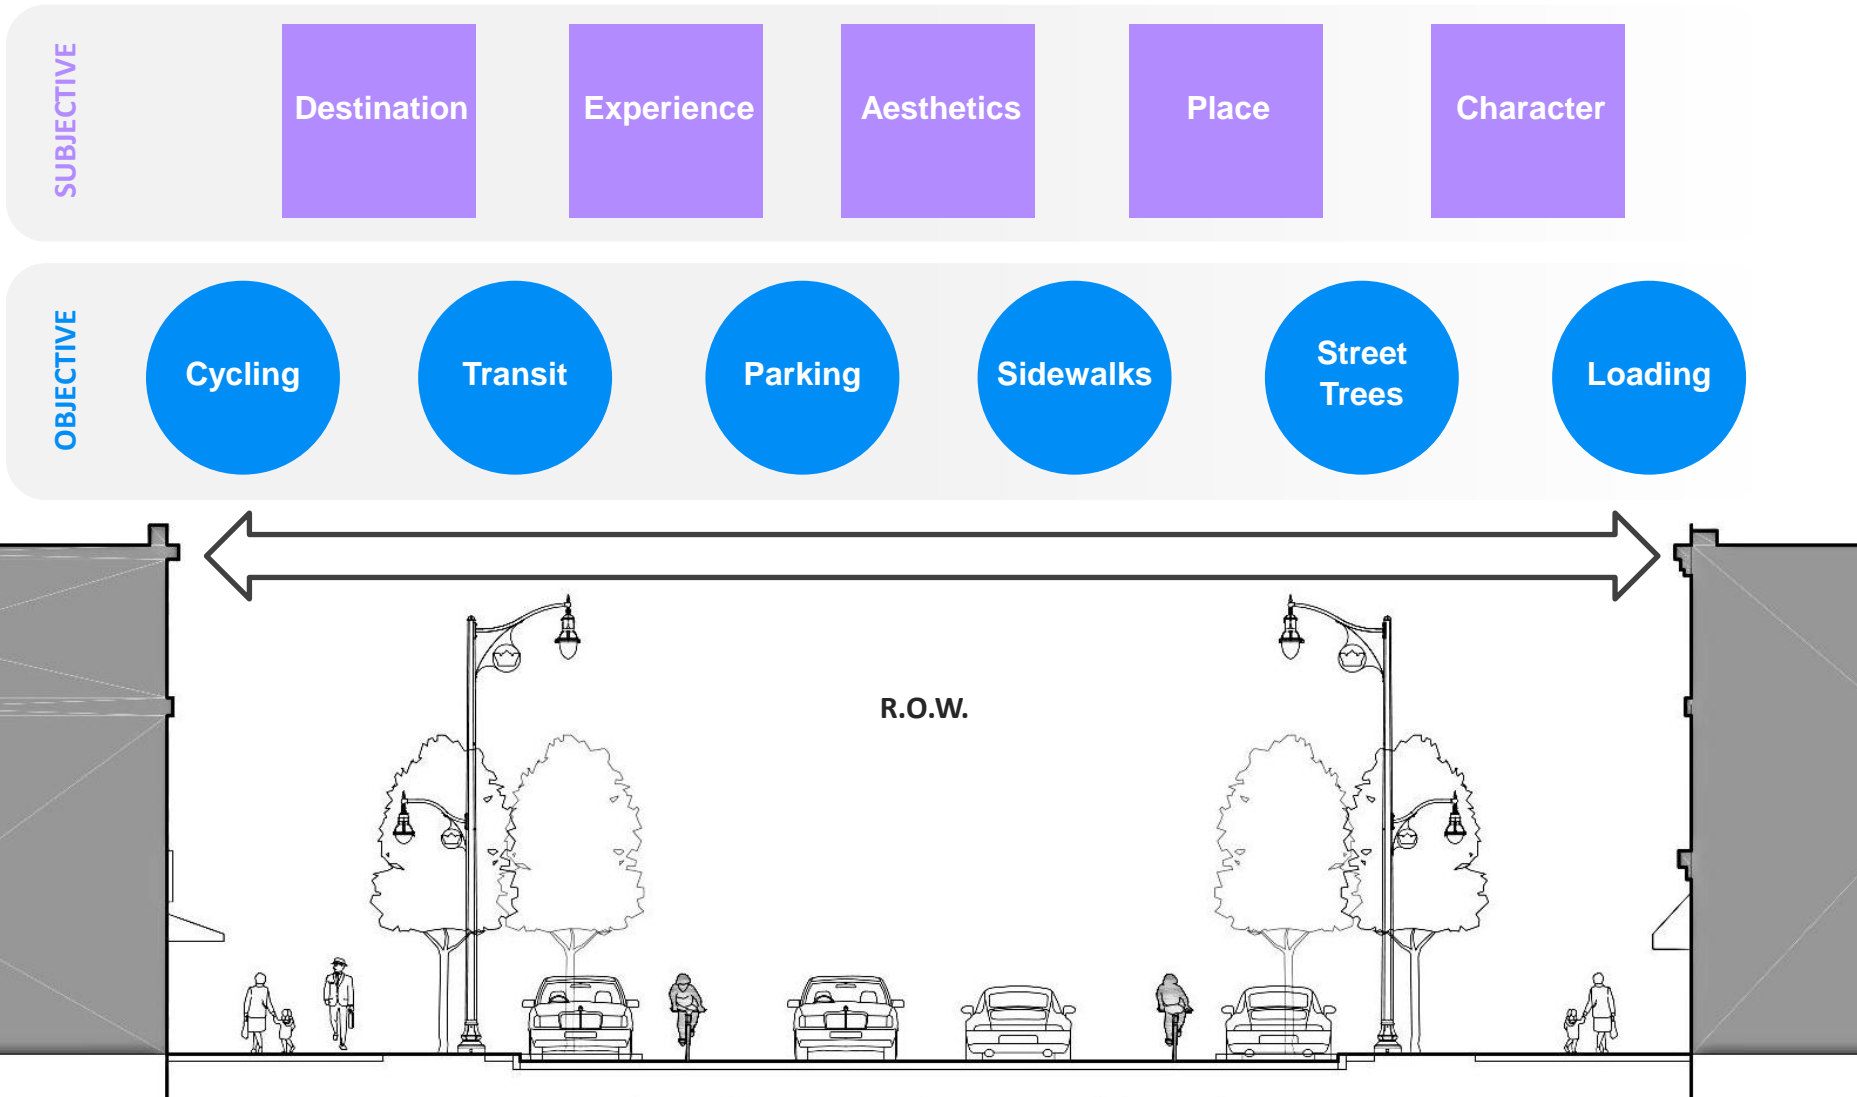 SUBJECTIVE
Destination
Experience
Aesthetics
Place
Character
OBJECTIVE
Cycling
Transit
Parking
Sidewalks
Street
Trees
Loading
R.O.W.